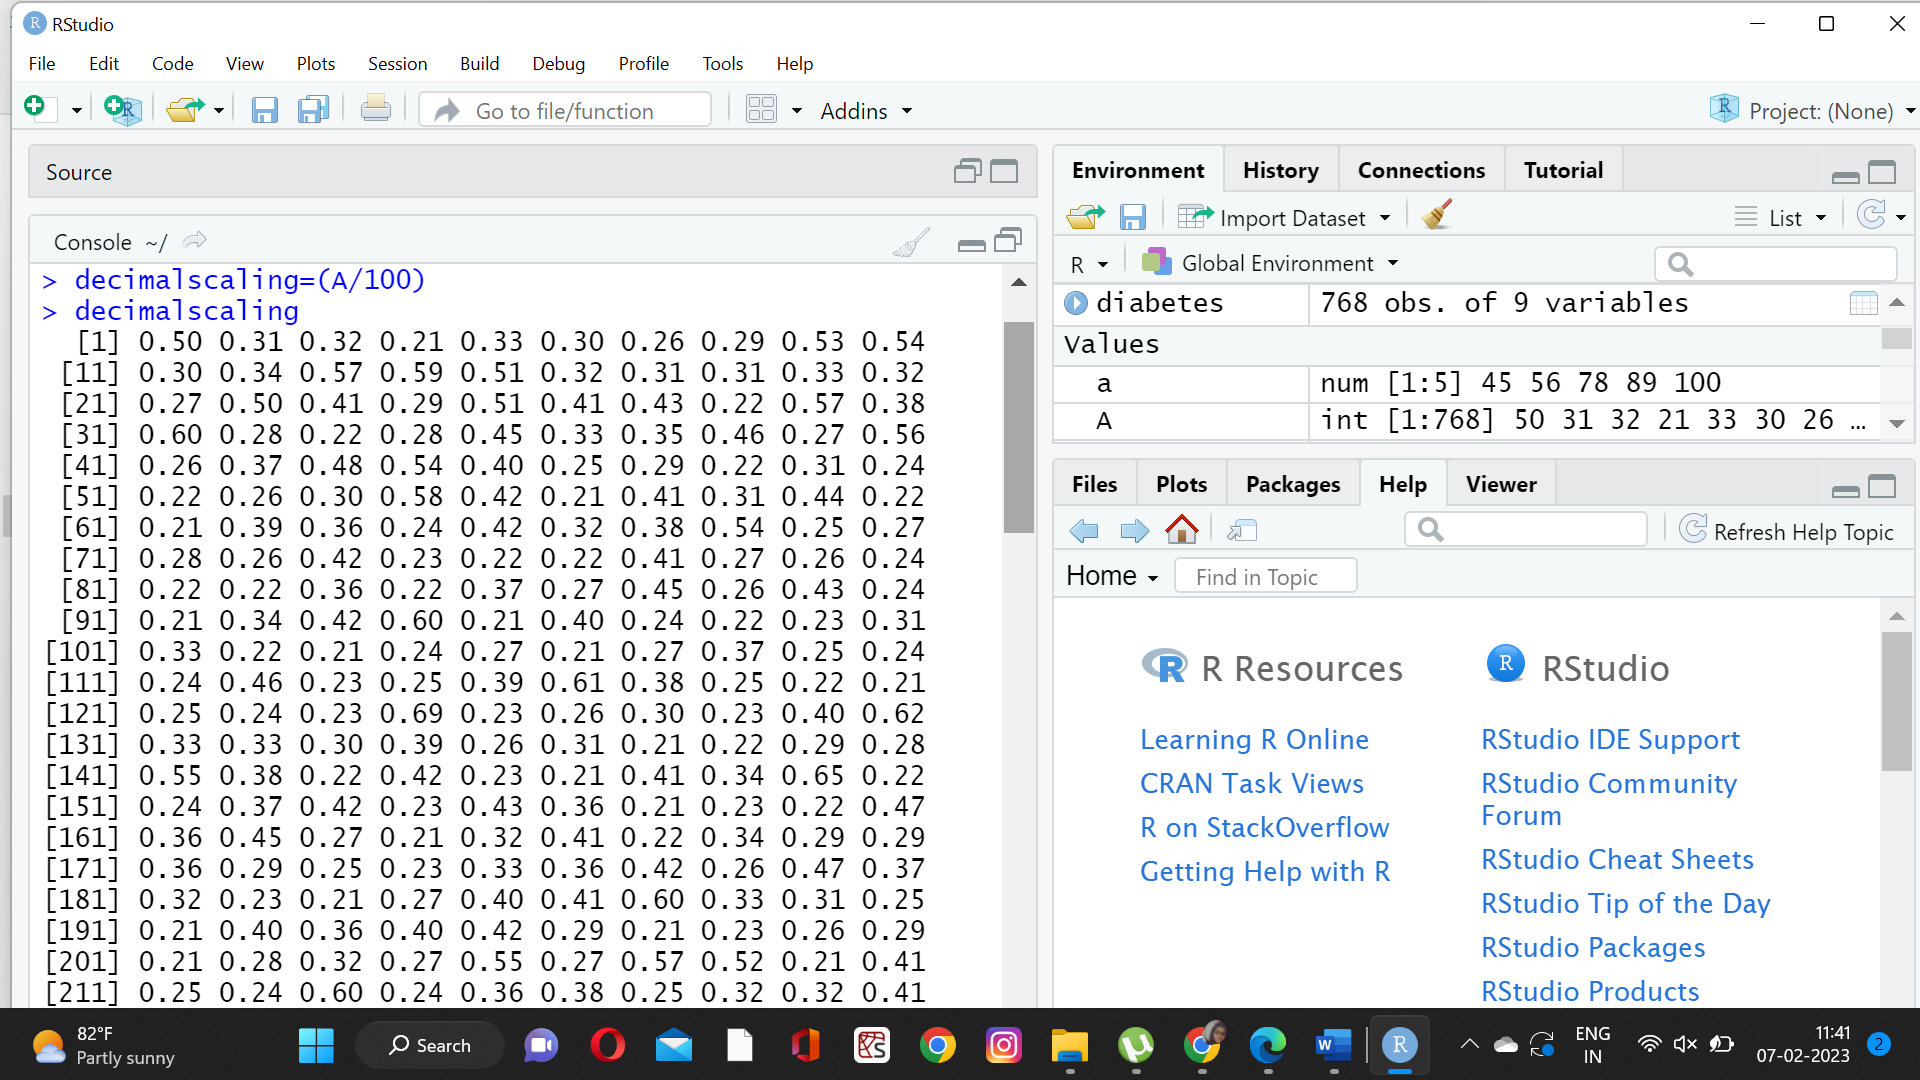 RStudio
File Edit Code View Plots Session Build Debug Profile Tools Help
Go to file/function Addins Project: (None)
Source
Console ~/
> decimalscaling=(A/100)
> decimalscaling
[1] 0.50 0.31 0.32 0.21 0.33 0.30 0.26 0.29 0.53 0.54
[11] 0.30 0.34 0.57 0.59 0.51 0.32 0.31 0.31 0.33 0.32
[21] 0.27 0.50 0.41 0.29 0.51 0.41 0.43 0.22 0.57 0.38
[31] 0.60 0.28 0.22 0.28 0.45 0.33 0.35 0.46 0.27 0.56
[41] 0.26 0.37 0.48 0.54 0.40 0.25 0.29 0.22 0.31 0.24
[51] 0.22 0.26 0.30 0.58 0.42 0.21 0.41 0.31 0.44 0.22
[61] 0.21 0.39 0.36 0.24 0.42 0.32 0.38 0.54 0.25 0.27
[71] 0.28 0.26 0.42 0.23 0.22 0.22 0.41 0.27 0.26 0.24
[81] 0.22 0.22 0.36 0.22 0.37 0.27 0.45 0.26 0.43 0.24
[91] 0.21 0.34 0.42 0.60 0.21 0.40 0.24 0.22 0.23 0.31
[101] 0.33 0.22 0.21 0.24 0.27 0.21 0.27 0.37 0.25 0.24
[111] 0.24 0.46 0.23 0.25 0.39 0.61 0.38 0.25 0.22 0.21
[121] 0.25 0.24 0.23 0.69 0.23 0.26 0.30 0.23 0.40 0.62
[131] 0.33 0.33 0.30 0.39 0.26 0.31 0.21 0.22 0.29 0.28
[141] 0.55 0.38 0.22 0.42 0.23 0.21 0.41 0.34 0.65 0.22
[151] 0.24 0.37 0.42 0.23 0.43 0.36 0.21 0.23 0.22 0.47
[161] 0.36 0.45 0.27 0.21 0.32 0.41 0.22 0.34 0.29 0.29
[171] 0.36 0.29 0.25 0.23 0.33 0.36 0.42 0.26 0.47 0.37
[181] 0.32 0.23 0.21 0.27 0.40 0.41 0.60 0.33 0.31 0.25
[191] 0.21 0.40 0.36 0.40 0.42 0.29 0.21 0.23 0.26 0.29
[201] 0.21 0.28 0.32 0.27 0.55 0.27 0.57 0.52 0.21 0.41
[211] 0.25 0.24 0.60 0.24 0.36 0.38 0.25 0.32 0.32 0.41
Environment History Connections Tutorial
Import Dataset List
R Global Environment
diabetes 768 obs. of 9 variables
Values
a num [1:5] 45 56 78 89 100
A int [1:768] 50 31 32 21 33 30 26 …
Files Plots Packages Help Viewer
Refresh Help Topic
Home Find in Topic
R Resources
Learning R Online
CRAN Task Views
R on StackOverflow
Getting Help with R
R RStudio
RStudio IDE Support
RStudio Community
Forum
RStudio Cheat Sheets
RStudio Tip of the Day
RStudio Packages
RStudio Products
82°F
Partly sunny
Search
ENG
IN
11:41
07-02-2023
2